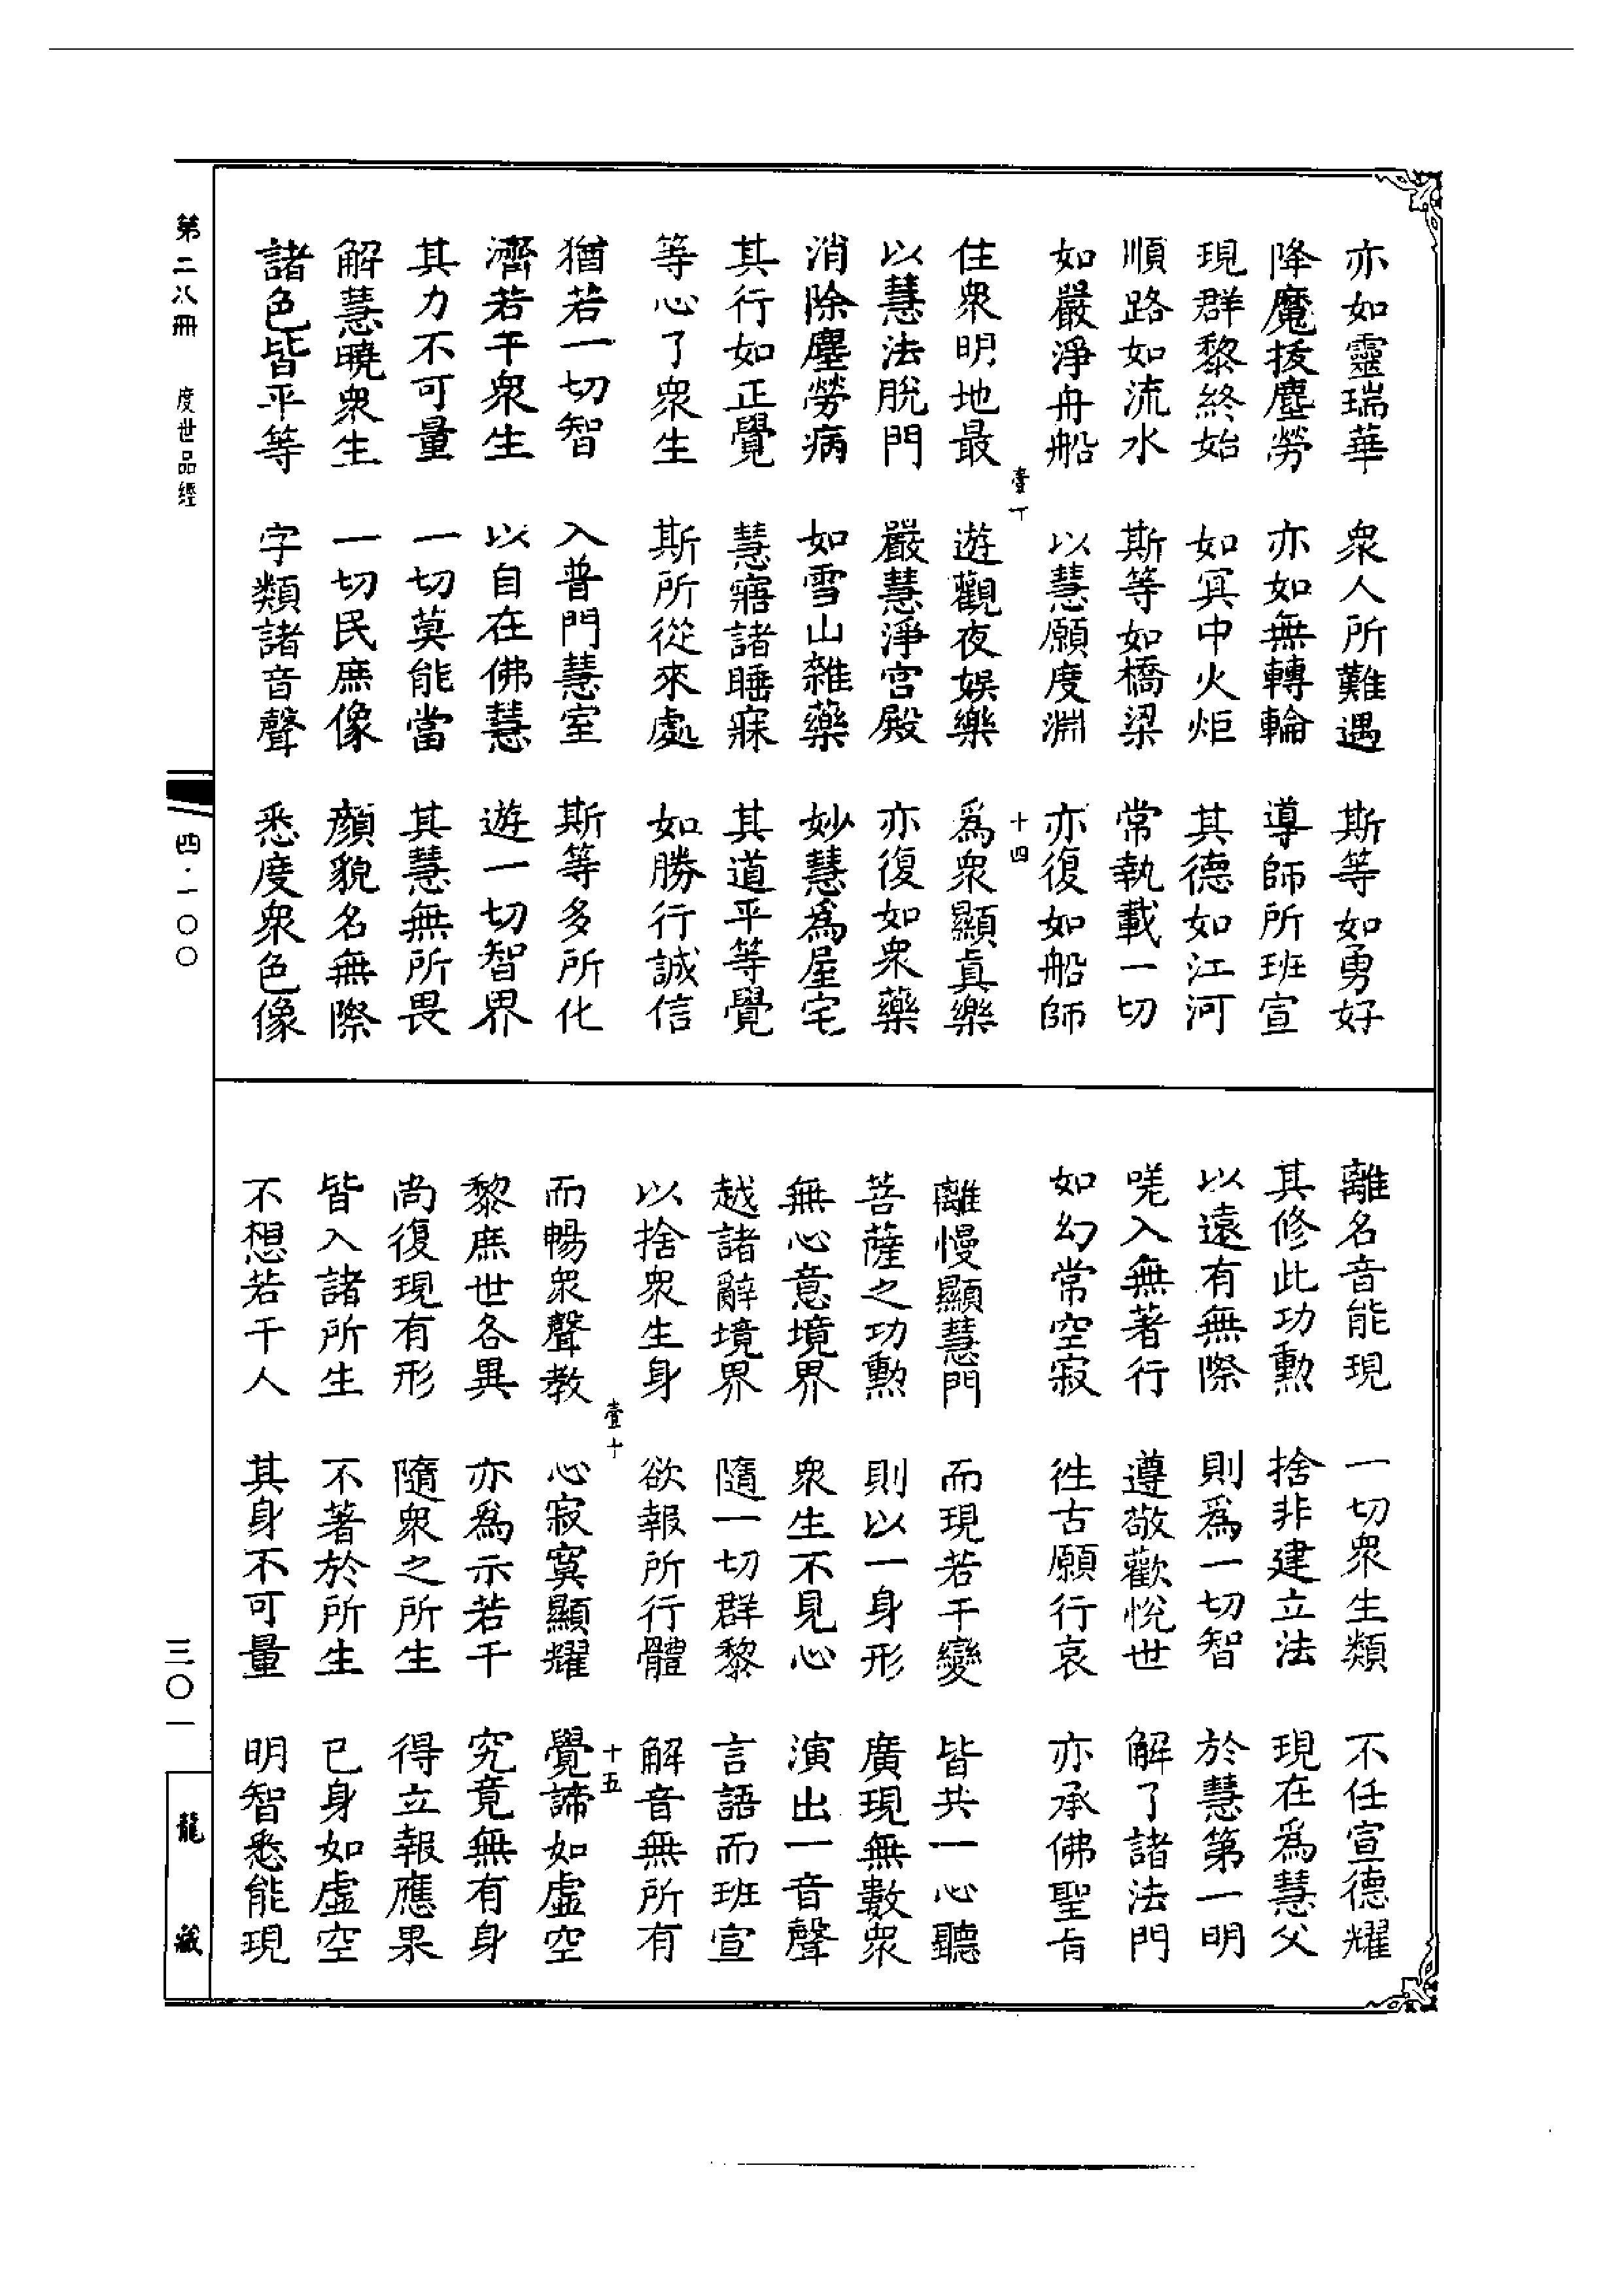 亦如靈瑞華　衆人所難遇　斯等如勇好
降魔拔塵勞　亦如無轉輪　導師所班宣
現群黎終始　如冥中火炬　其德如江河
順路如流水　斯等如橋梁　常執載一切
如嚴淨舟船　以慧願度淵　亦復如船師
壹十　十四
住衆明地最　遊觀夜娛樂　爲衆顯真樂
以慧法脫門　嚴慧淨宮殿　亦復如衆藥
消除塵勞病　如雪山雜藥　妙慧爲屋宅
其行如正覺　慧寤諸睡寐　其道平等覺
等心了衆生　斯所從來處　如勝行誠信
猶若一切智　入普門慧室　斯等多所化
濟若干衆生　以自在佛慧　遊一切智界
其力不可量　一切莫能當　其慧無所畏
解慧曉衆生　一切民庶像　顏貌名無際
諸色皆平等　字類諸音聲　悉度衆色像
離名音能現　一切衆生類　不任宣德耀
其修此功勳　捨非建立法　現在爲慧父
以遠有無際　則爲一切智　於慧第一明
唴入無著行　遵敬歡悅世　解了諸法門
如幻常空寂　徃古願行哀　亦承佛聖旨
離慢顯慧門　而現若干變　皆共一心聽
菩薩之功勳　則以一身形　廣現無數衆
無心意境界　衆生不見心　演出一音聲
越諸辭境界　隨一切群黎　言語而班宣
以捨衆生身　欲報所行體　解音無所有
壹十　十五
而暢衆聲教　心寂寞顯耀　覺諦如虛空
黎庶世各異　亦爲示若干　究竟無有身
尚復現有形　隨衆之所生　得立報應果
皆入諸所生　不著於所生　已身如虛空
不想若干人　其身不可量　明智悉能現
第二八冊　度世品經
四·一〇〇
三〇一
龍藏